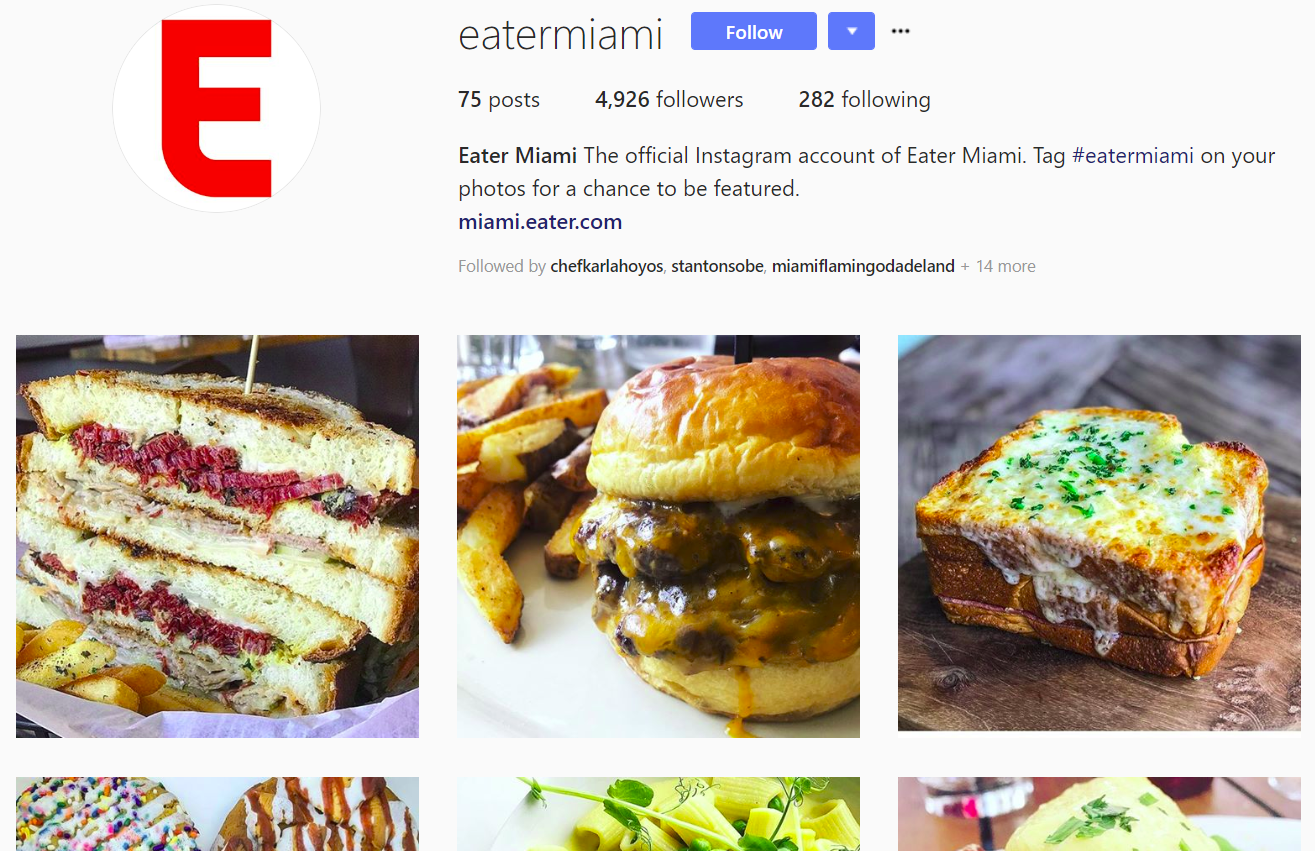 E
eatermiami Follow
75 posts 4,926 followers 282 following
Eater Miami The official Instagram account of Eater Miami. Tag #eatermiami on your
photos for a chance to be featured.
miami.eater.com
Followed by chefkarlahoyos, stantonsobe, miamiflamingodadeland + 14 more